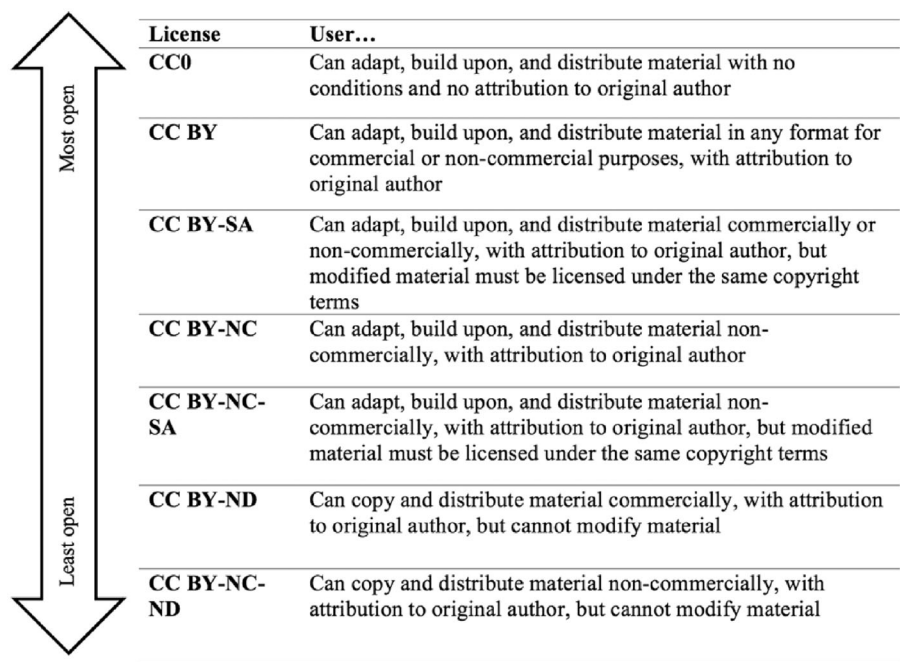 Most open
Least open
License User…
CC0 Can adapt, build upon, and distribute material with no
conditions and no attribution to original author
CC BY Can adapt, build upon, and distribute material in any format for
commercial or non-commercial purposes, with attribution to
original author
CC BY-SA Can adapt, build upon, and distribute material commercially or
non-commercially, with attribution to original author, but
modified material must be licensed under the same copyright
terms
CC BY-NC Can adapt, build upon, and distribute material non-
commercially, with attribution to original author
CC BY-NC- Can adapt, build upon, and distribute material non-
SA commercially, with attribution to original author, but modified
material must be licensed under the same copyright terms
CC BY-ND Can copy and distribute material commercially, with attribution
to original author, but cannot modify material
CC BY-NC- Can copy and distribute material non-commercially, with
ND attribution to original author, but cannot modify material